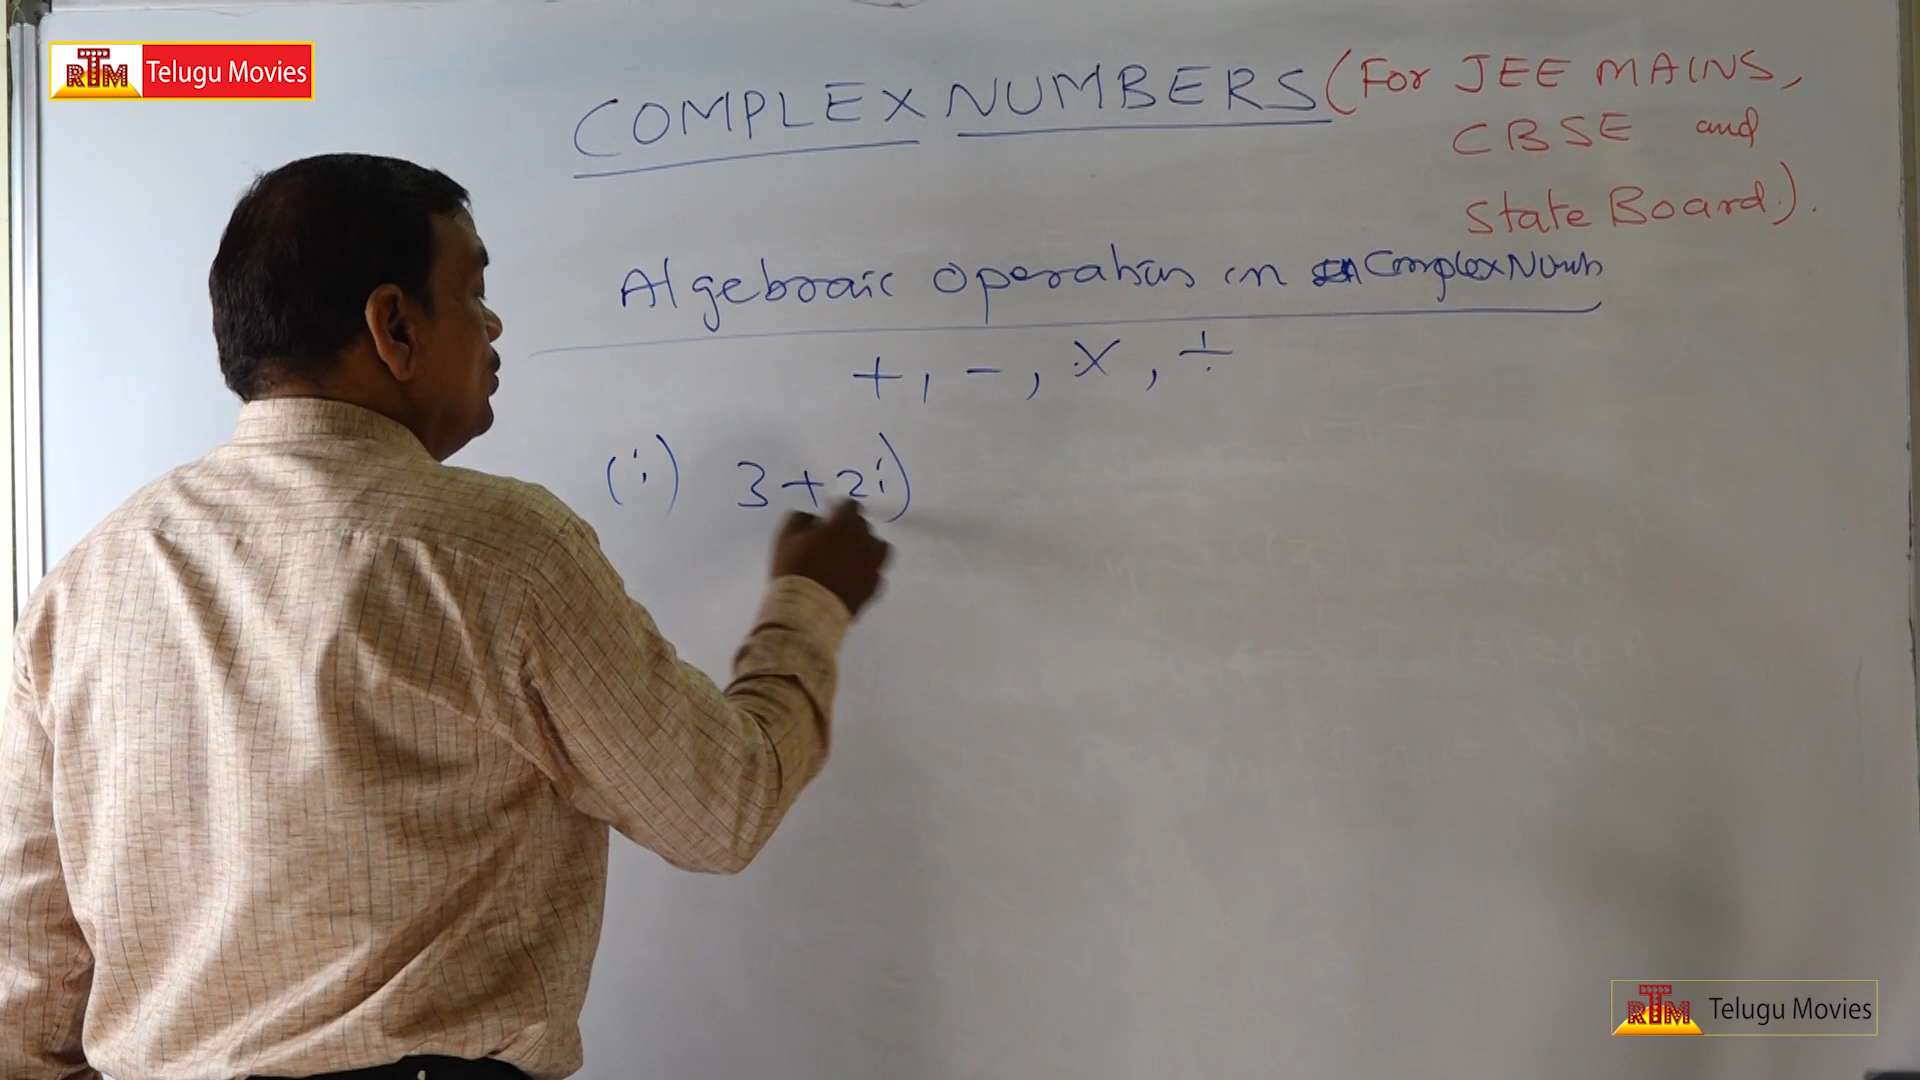 RTM Telugu Movies
COMPLEX NUMBERS (For JEE MAINS,
CBSE and
State Board).
Algebraic operations in Complex Numb
+, -, ×, ÷
(i) 3+2i)
RTM Telugu Movies